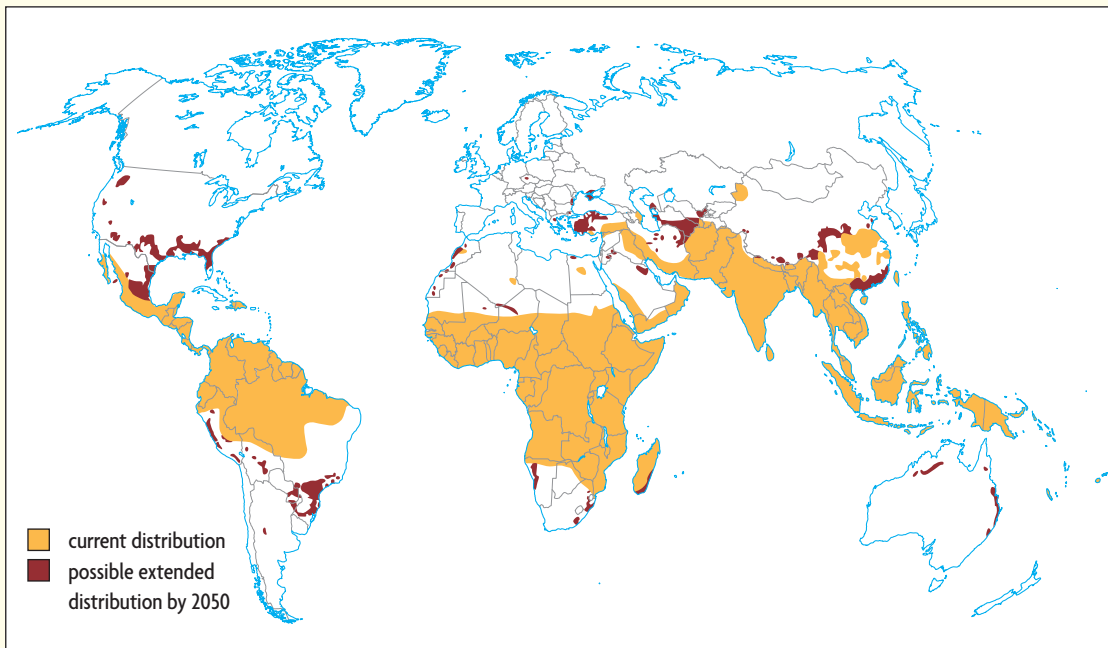 current distribution
possible extended
distribution by 2050